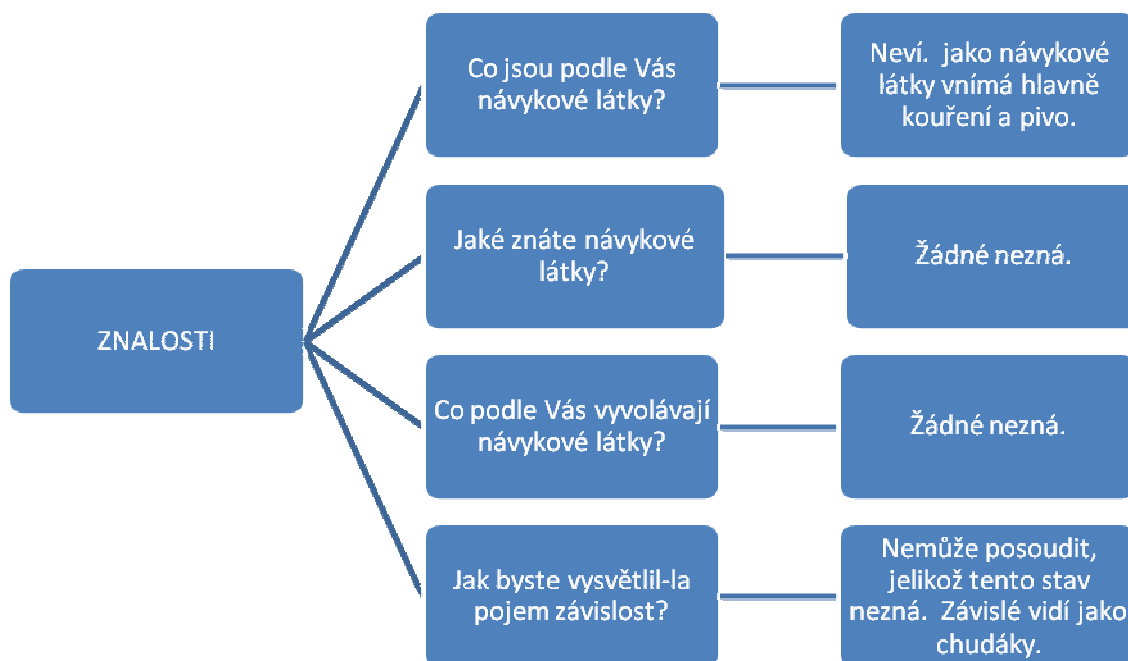 ZNALOSTI
Co jsou podle Vás
návykové látky?
Neví.  jako návykové
látky vnímá hlavně
kouření a pivo.
Jaké znáte návykové
látky?
Žádné nezná.
Co podle Vás vyvolávají
návykové látky?
Žádné nezná.
Jak byste vysvětlil-la
pojem závislost?
Nemůže posoudit,
jelikož tento stav
nezná.  Závislé vidí jako
chudáky.